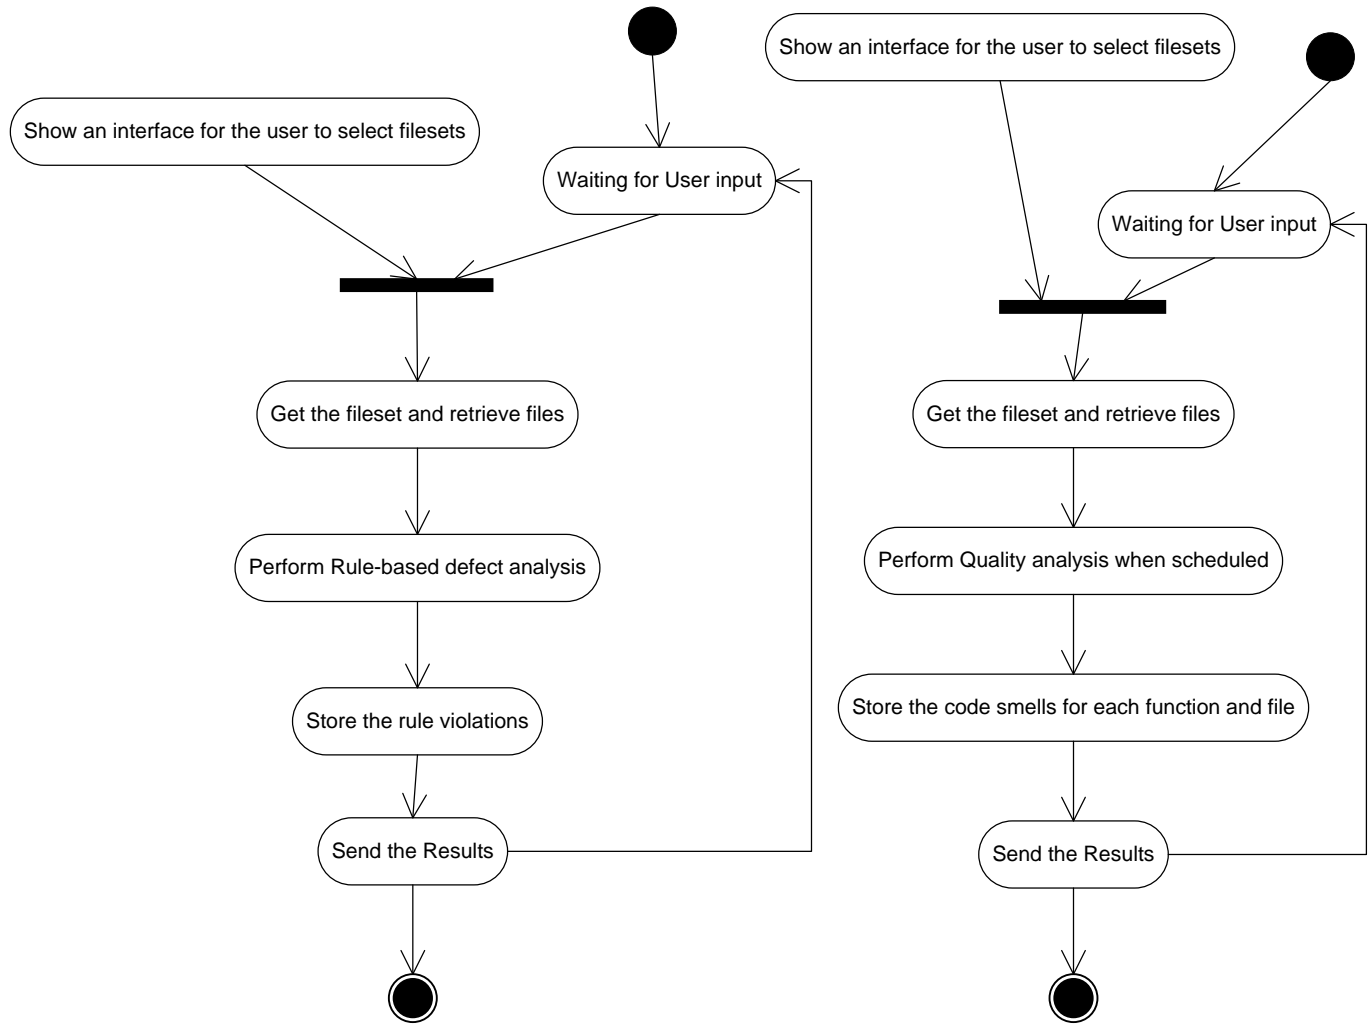 Show an interface for the user to select filesets
Waiting for User input
Get the fileset and retrieve files
Perform Rule-based defect analysis
Store the rule violations
Send the Results
Show an interface for the user to select filesets
Waiting for User input
Get the fileset and retrieve files
Perform Quality analysis when scheduled
Store the code smells for each function and file
Send the Results